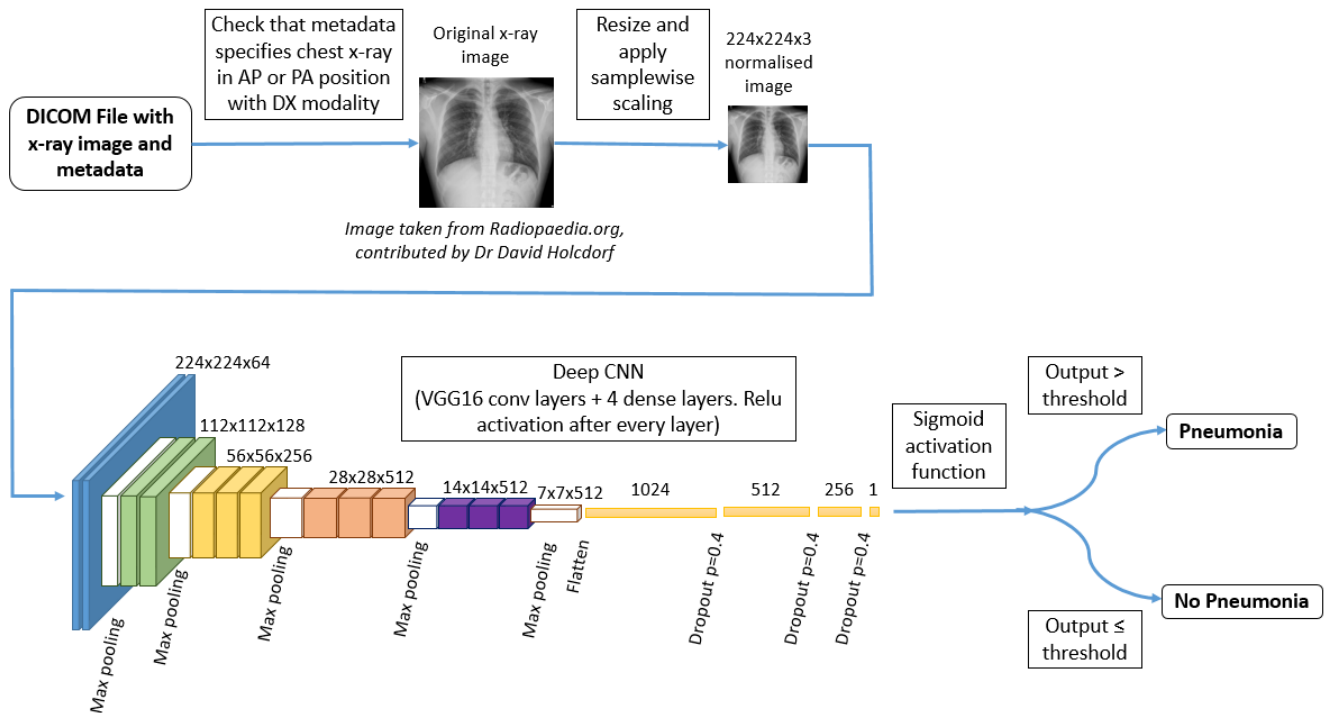 Check that metadata
specifies chest x-ray
in AP or PA position
with DX modality
Original x-ray
image
Resize and
apply
samplewise
scaling
224x224x3
normalised
image
DICOM File with
x-ray image and
metadata
Image taken from Radiopaedia.org,
contributed by Dr David Holcdorf
224x224x64
112x112x128
56x56x256
28x28x512
14x14x512
7x7x512
1024
512
256
1
Deep CNN
(VGG16 conv layers + 4 dense layers. Relu
activation after every layer)
Max pooling
Max pooling
Max pooling
Max pooling
Max pooling
Flatten
Dropout p=0.4
Dropout p=0.4
Dropout p=0.4
Sigmoid
activation
function
Output >
threshold
Pneumonia
No Pneumonia
Output ≤
threshold